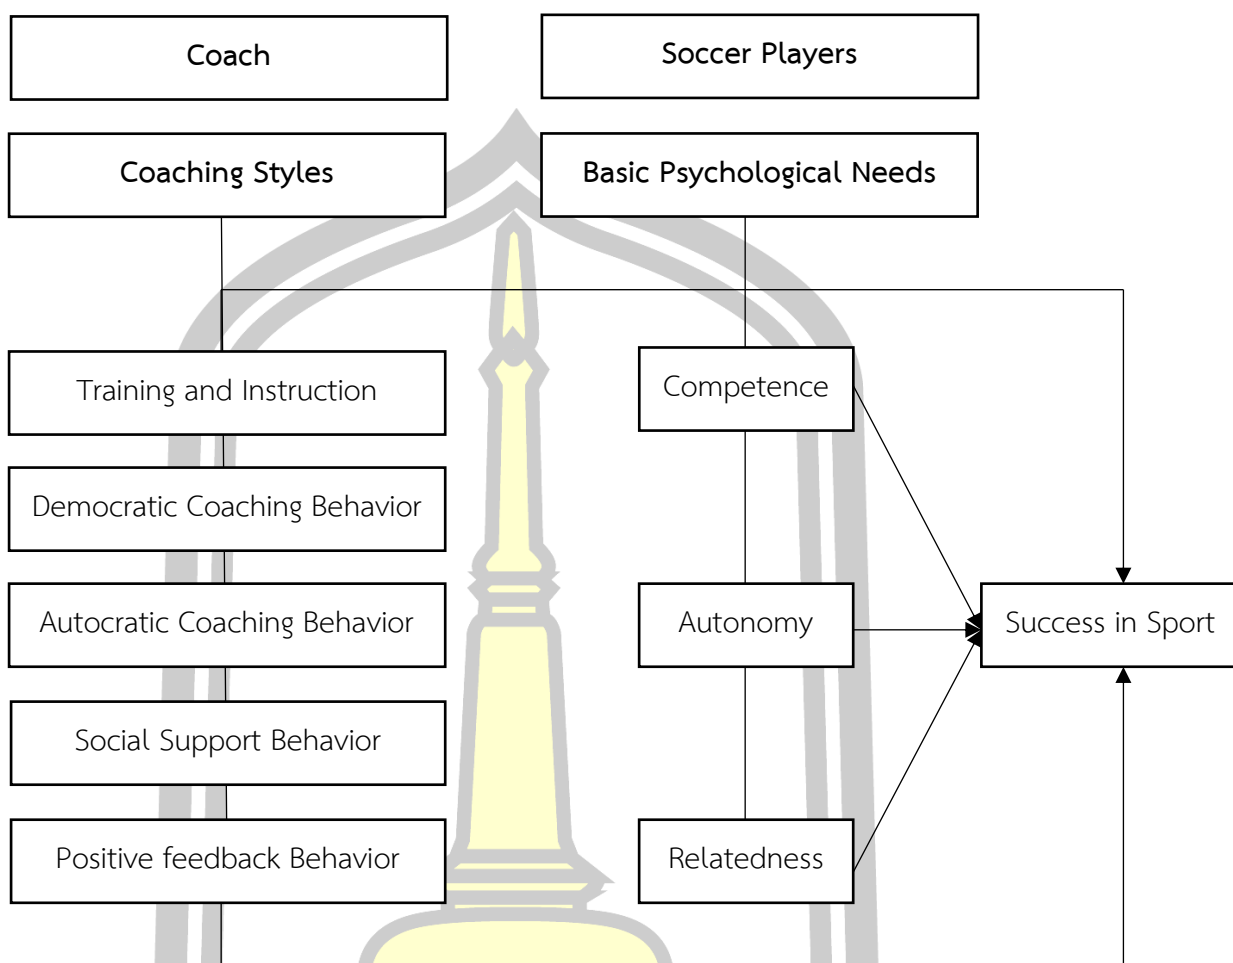 Coach
Soccer Players
Coaching Styles
Basic Psychological Needs
Training and Instruction
Competence
Democratic Coaching Behavior
Autocratic Coaching Behavior
Autonomy
Success in Sport
Social Support Behavior
Positive feedback Behavior
Relatedness